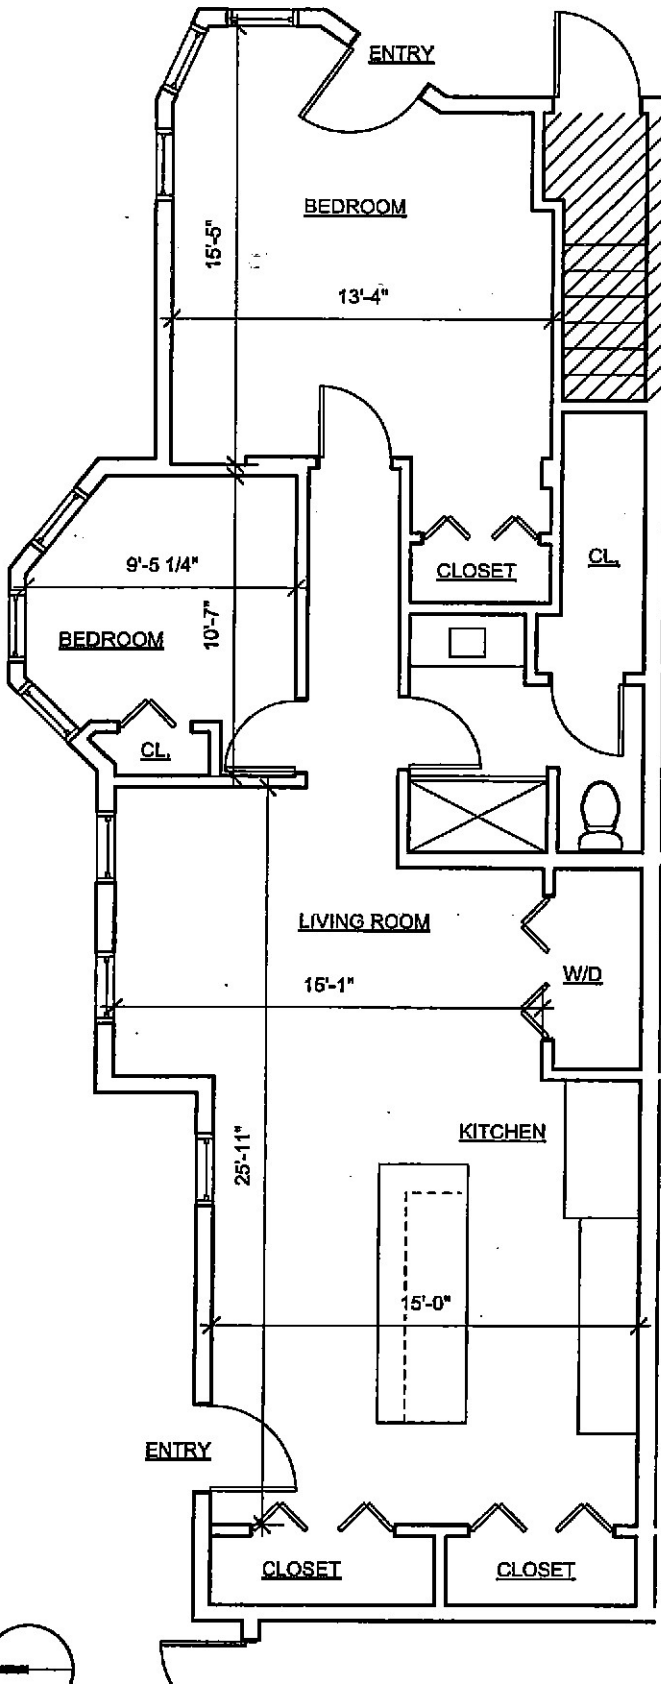 ENTRY
BEDROOM
15'-5"
13'-4"
9'-5 1/4"
CLOSET
CL.
BEDROOM
10'-7"
CL.
LIVING ROOM
W/D
15'-1"
KITCHEN
25'-11"
15'-0"
ENTRY
CLOSET
CLOSET